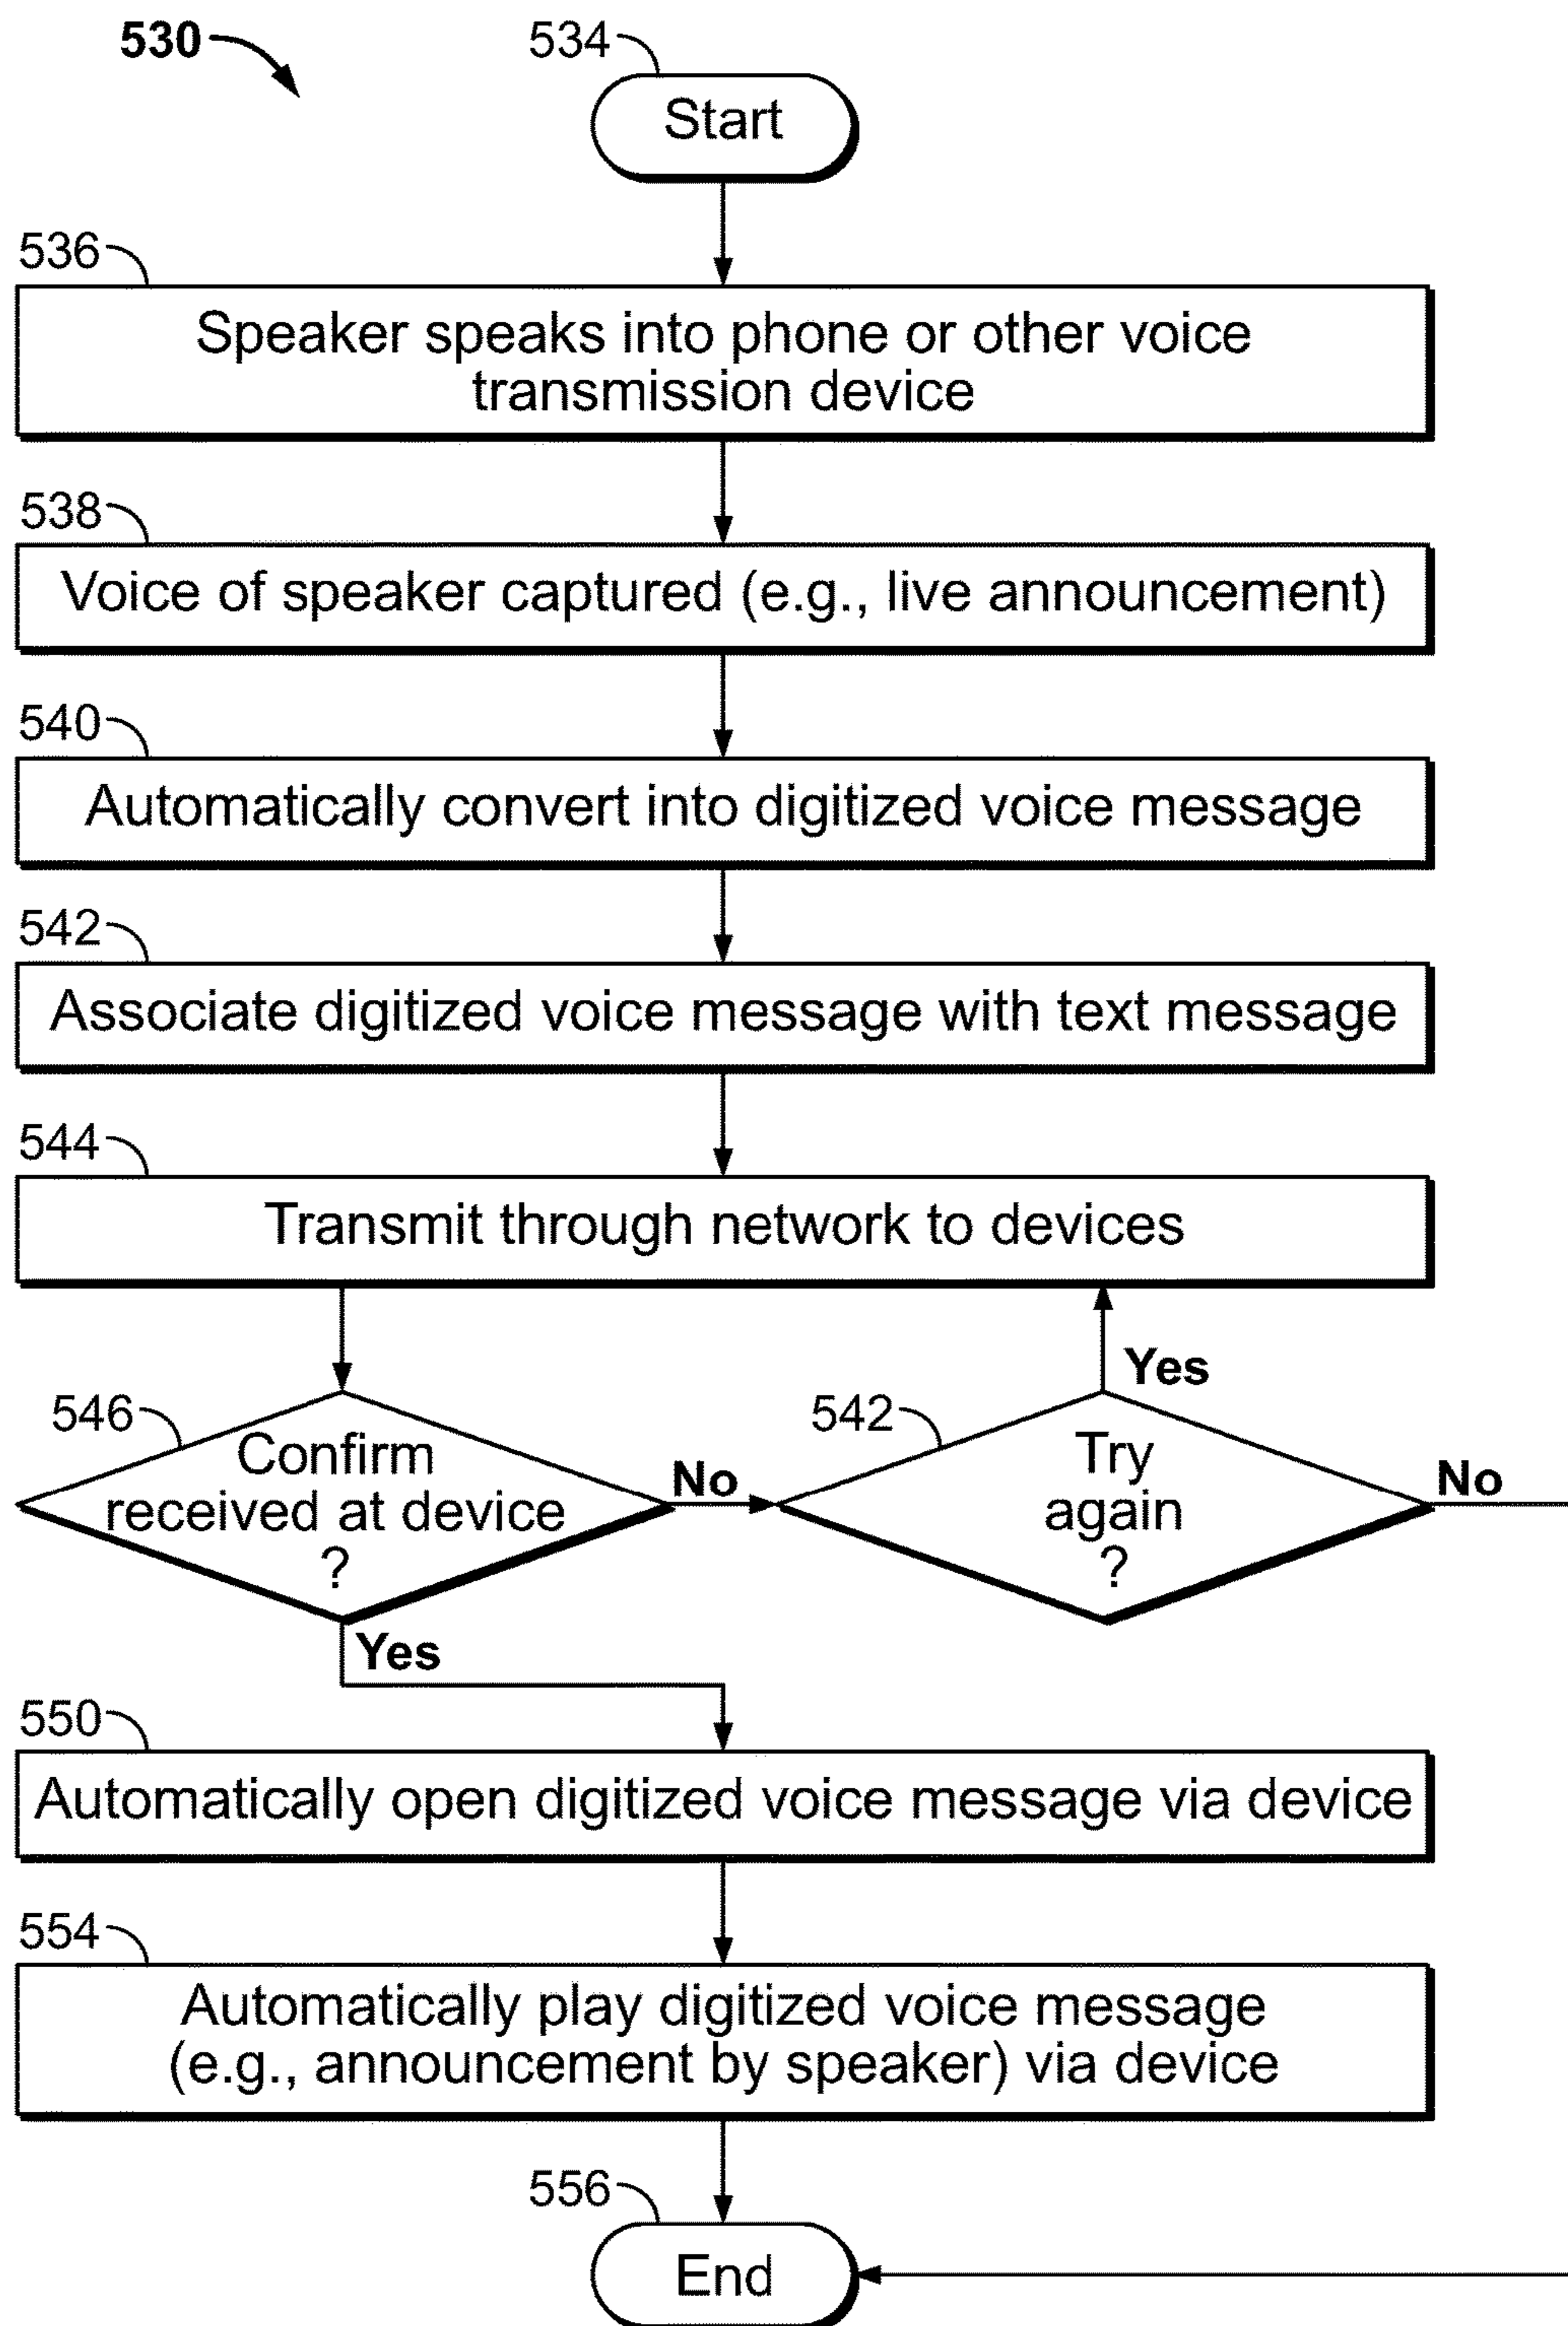 530
534
Start
536
Speaker speaks into phone or other voice
transmission device
538
Voice of speaker captured (e.g., live announcement)
540
Automatically convert into digitized voice message
542
Associate digitized voice message with text message
544
Transmit through network to devices
Yes
546
Confirm
received at device
?
No
542
Try
again
?
No
Yes
550
Automatically open digitized voice message via device
554
Automatically play digitized voice message
(e.g., announcement by speaker) via device
556
End